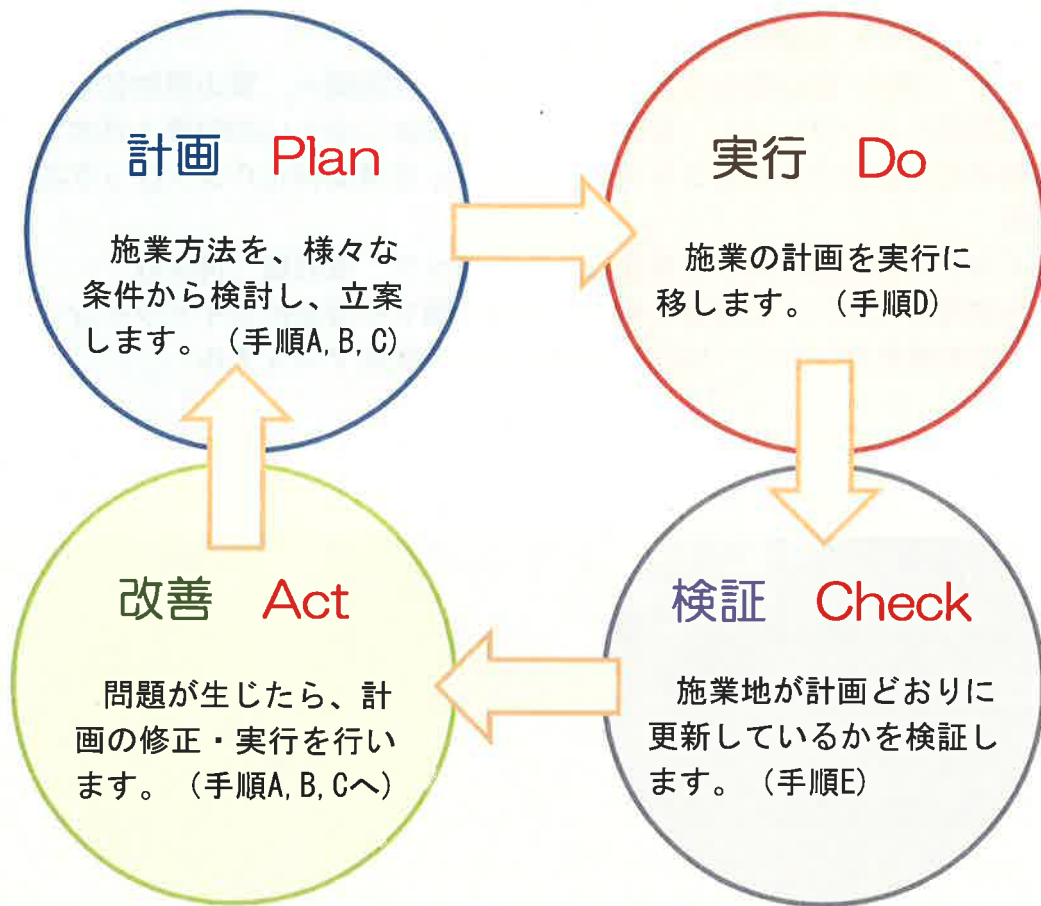 計画 Plan
施業方法を、様々な
条件から検討し、立案
します。（手順A,B,C）
実行 Do
施業の計画を実行に
移します。（手順D）
検証 Check
施業地が計画どおりに
更新しているかを検証し
ます。（手順E）
改善 Act
問題が生じたら、計
画の修正・実行を行い
ます。（手順A,B,Cへ）